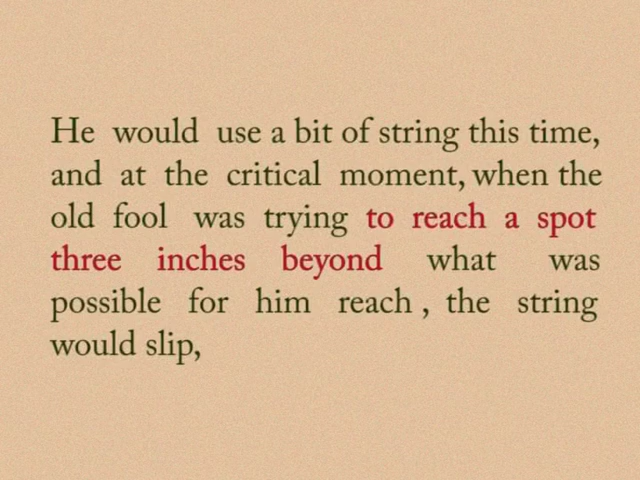 He would use a bit of string this time,
and at the critical moment, when the
old fool was trying to reach a spot
three inches beyond what was
possible for him reach , the string
would slip,